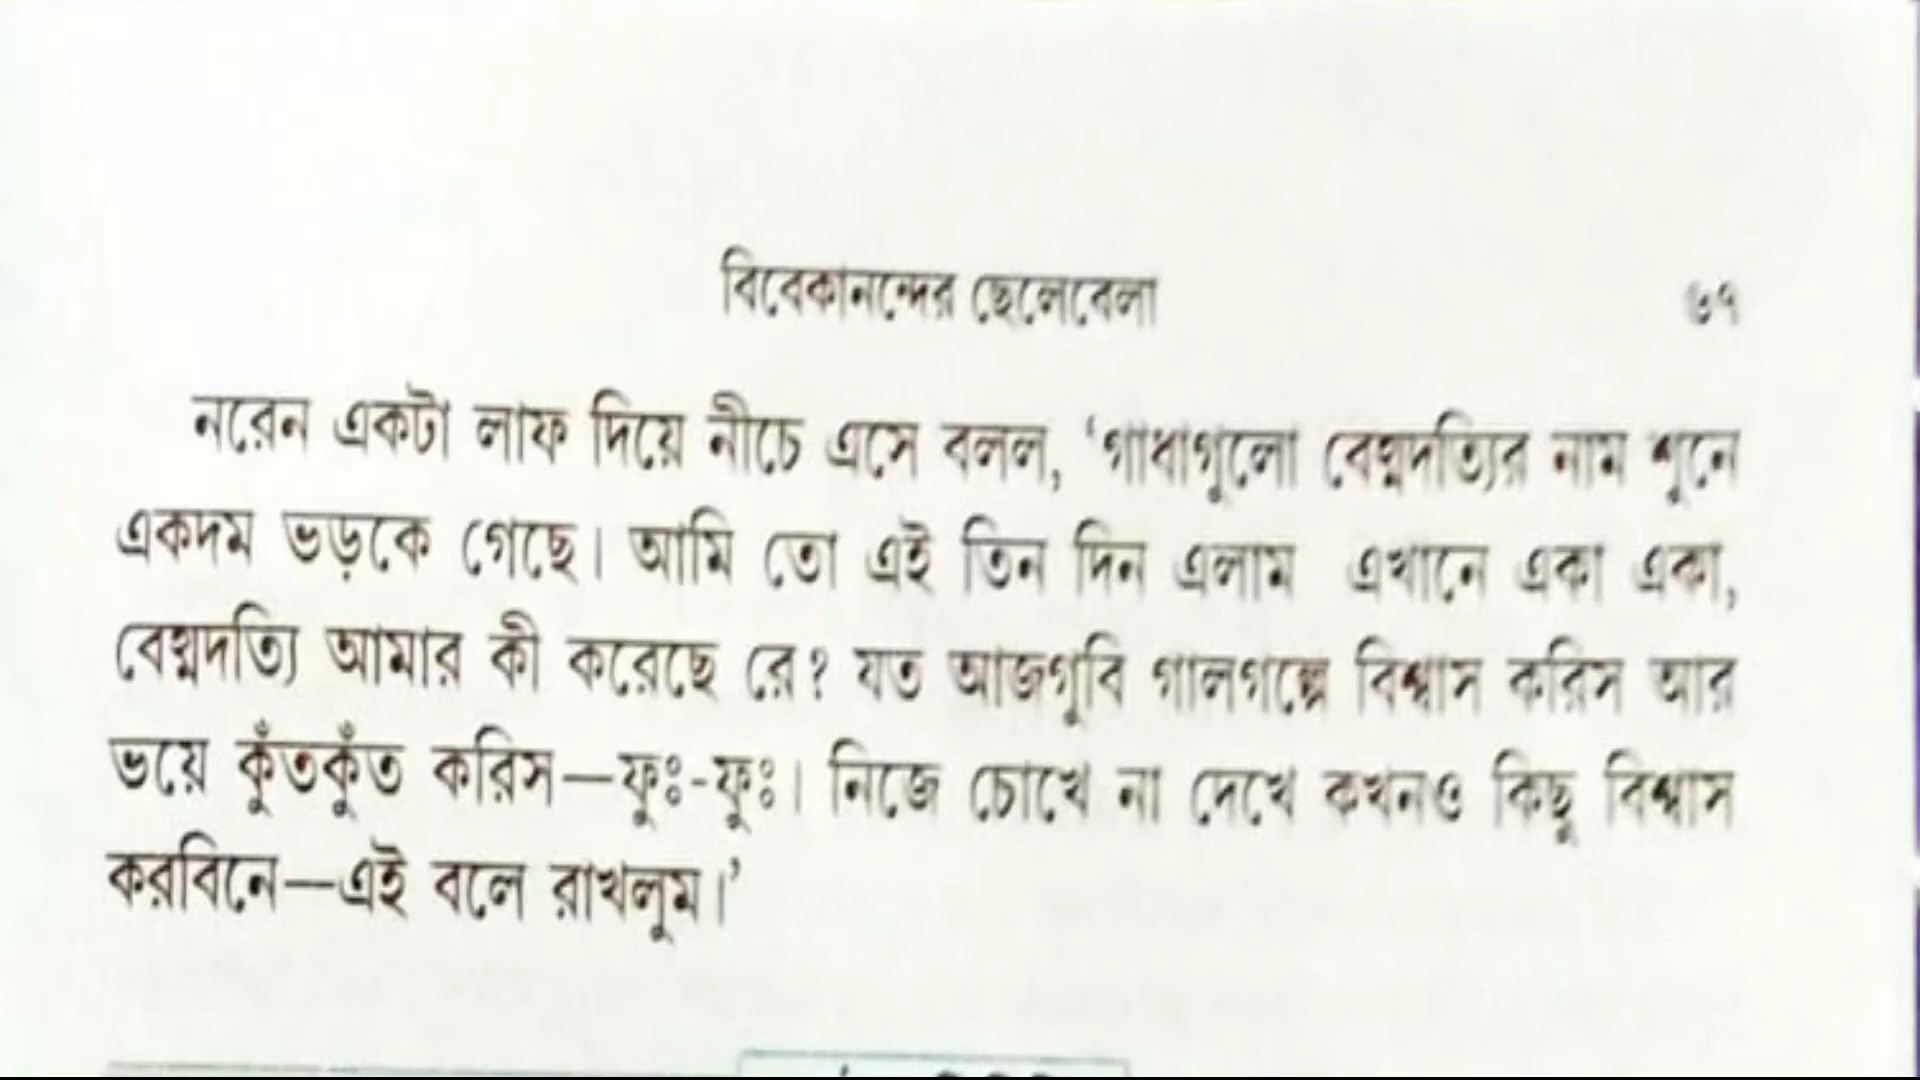 বিবেকানন্দের ছেলেবেলা ৬৭
নরেন একটা লাফ দিয়ে নীচে এসে বলল, ‘গাধাগুলো বেম্মদত্যির নাম শুনে
একদম ভড়কে গেছে। আমি তো এই তিন দিন এলাম এখানে একা একা,
বেম্মদত্যি আমার কী করেছে রে? যত আজগুবি গালগল্পে বিশ্বাস করিস আর
ভয়ে কুঁতকুঁত করিস—ফুঃ-ফুঃ। নিজে চোখে না দেখে কখনও কিছু বিশ্বাস
করবিনে—এই বলে রাখলুম।’